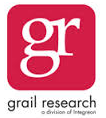 gr
grail research
a division of Integreon